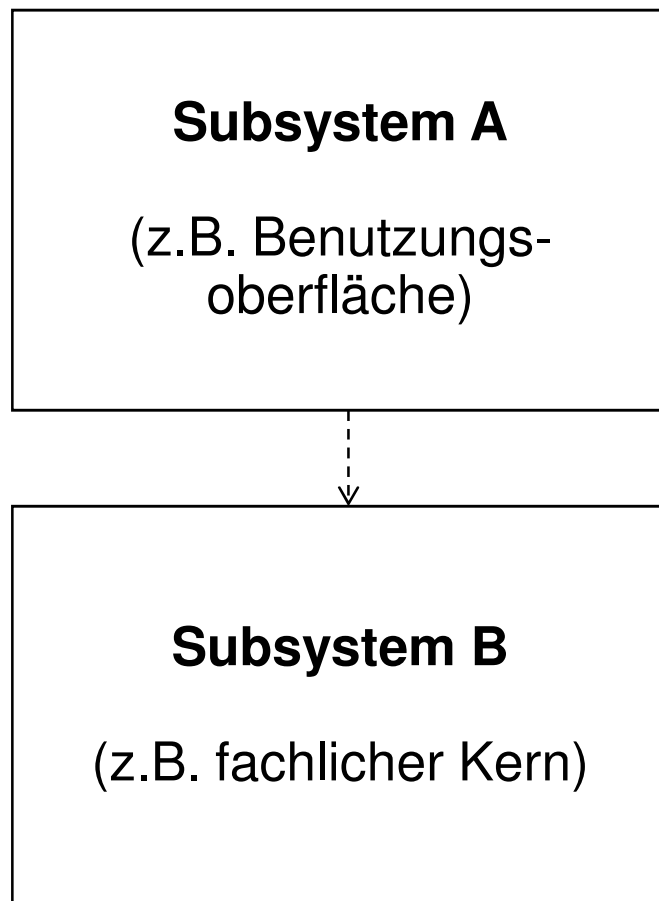 Subsystem A
(z.B. Benutzungs-
oberfläche)
Subsystem B
(z.B. fachlicher Kern)